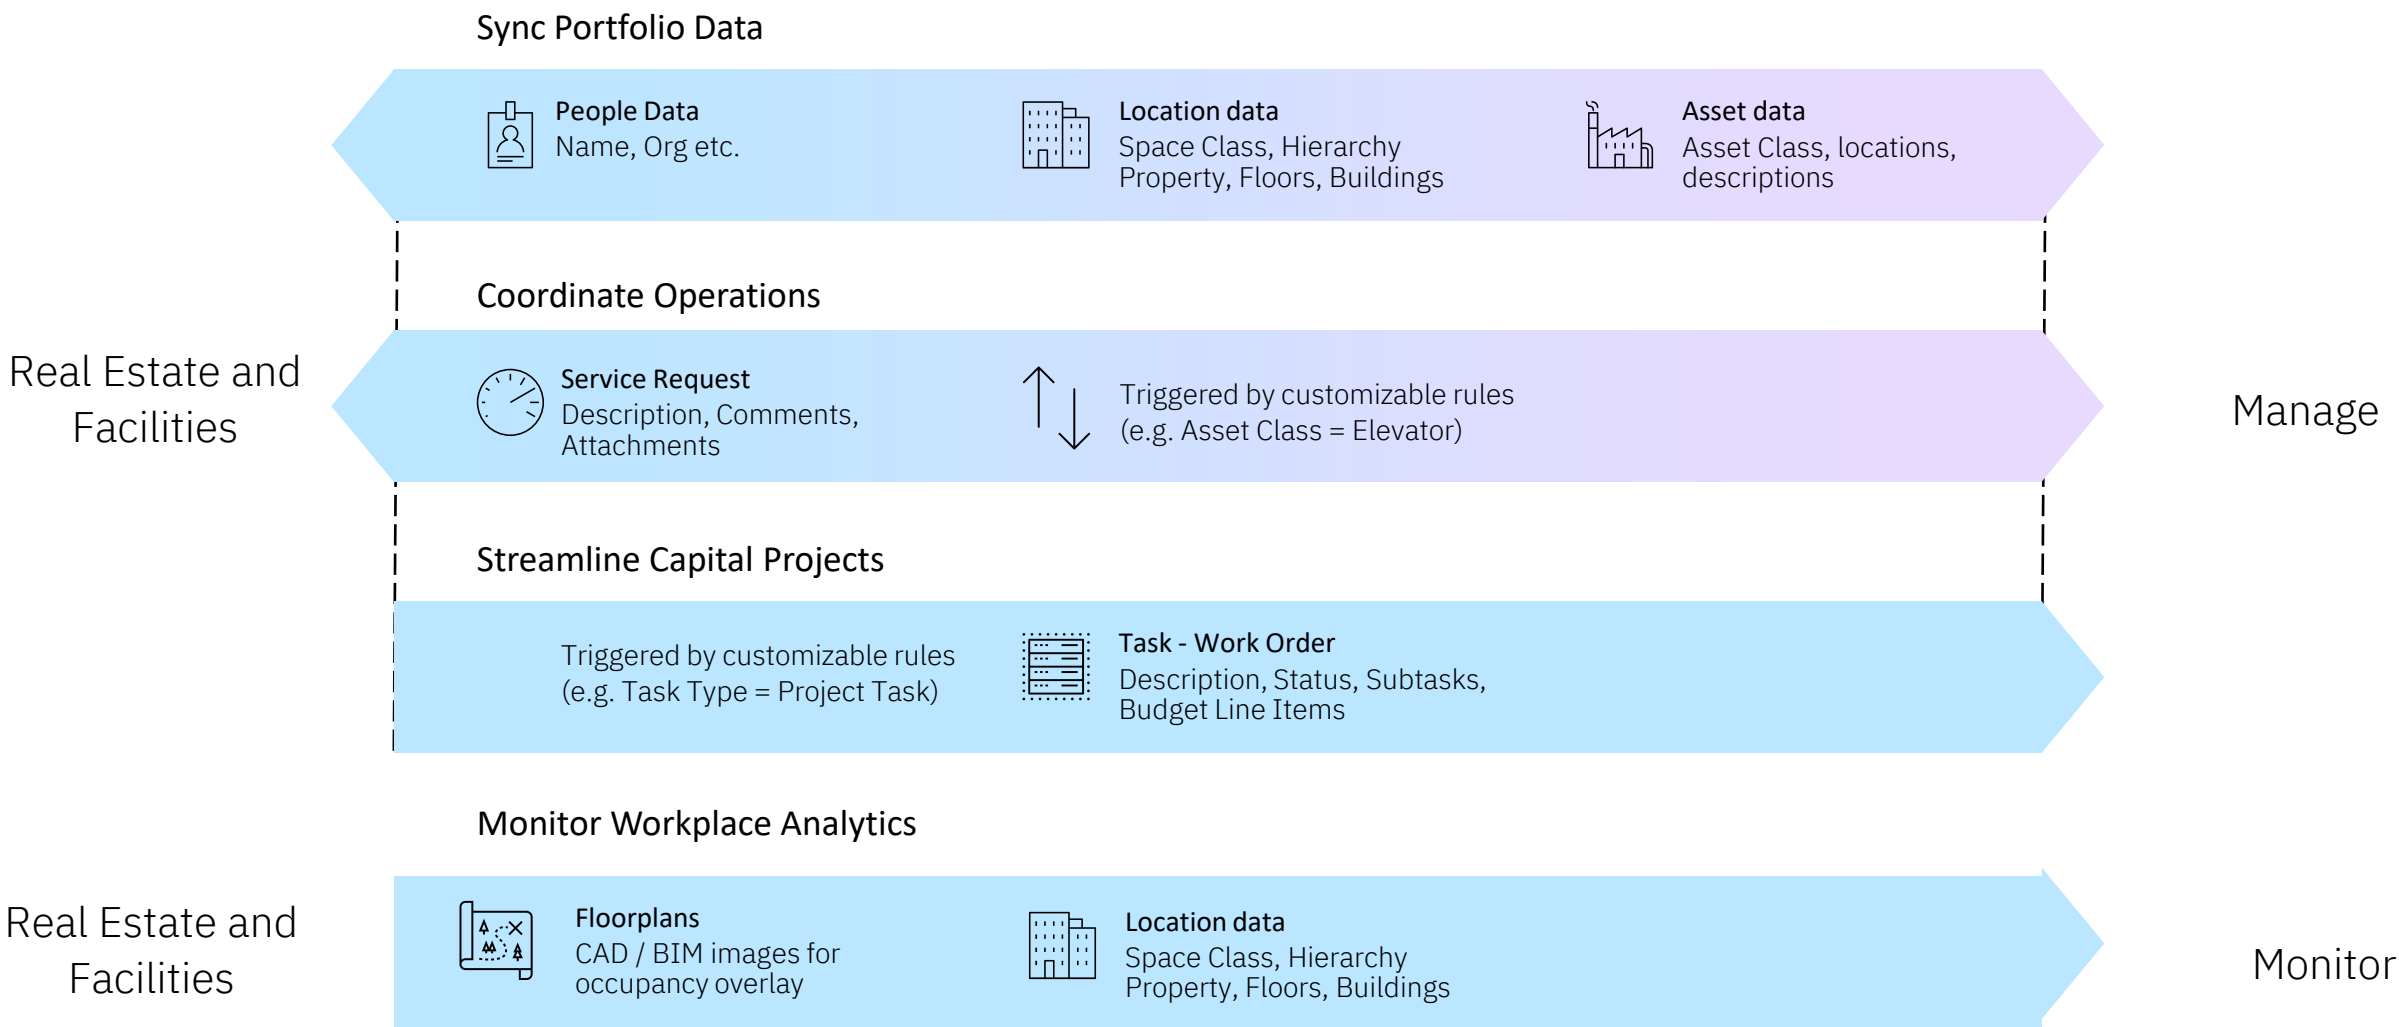 Sync Portfolio Data
People Data
Name, Org etc.
Location data
Space Class, Hierarchy
Property, Floors, Buildings
Asset data
Asset Class, locations,
descriptions
Coordinate Operations
Real Estate and
Facilities
Service Request
Description, Comments,
Attachments
Triggered by customizable rules
(e.g. Asset Class = Elevator)
Manage
Streamline Capital Projects
Triggered by customizable rules
(e.g. Task Type = Project Task)
Task - Work Order
Description, Status, Subtasks,
Budget Line Items
Monitor Workplace Analytics
Real Estate and
Facilities
Floorplans
CAD / BIM images for
occupancy overlay
Location data
Space Class, Hierarchy
Property, Floors, Buildings
Monitor